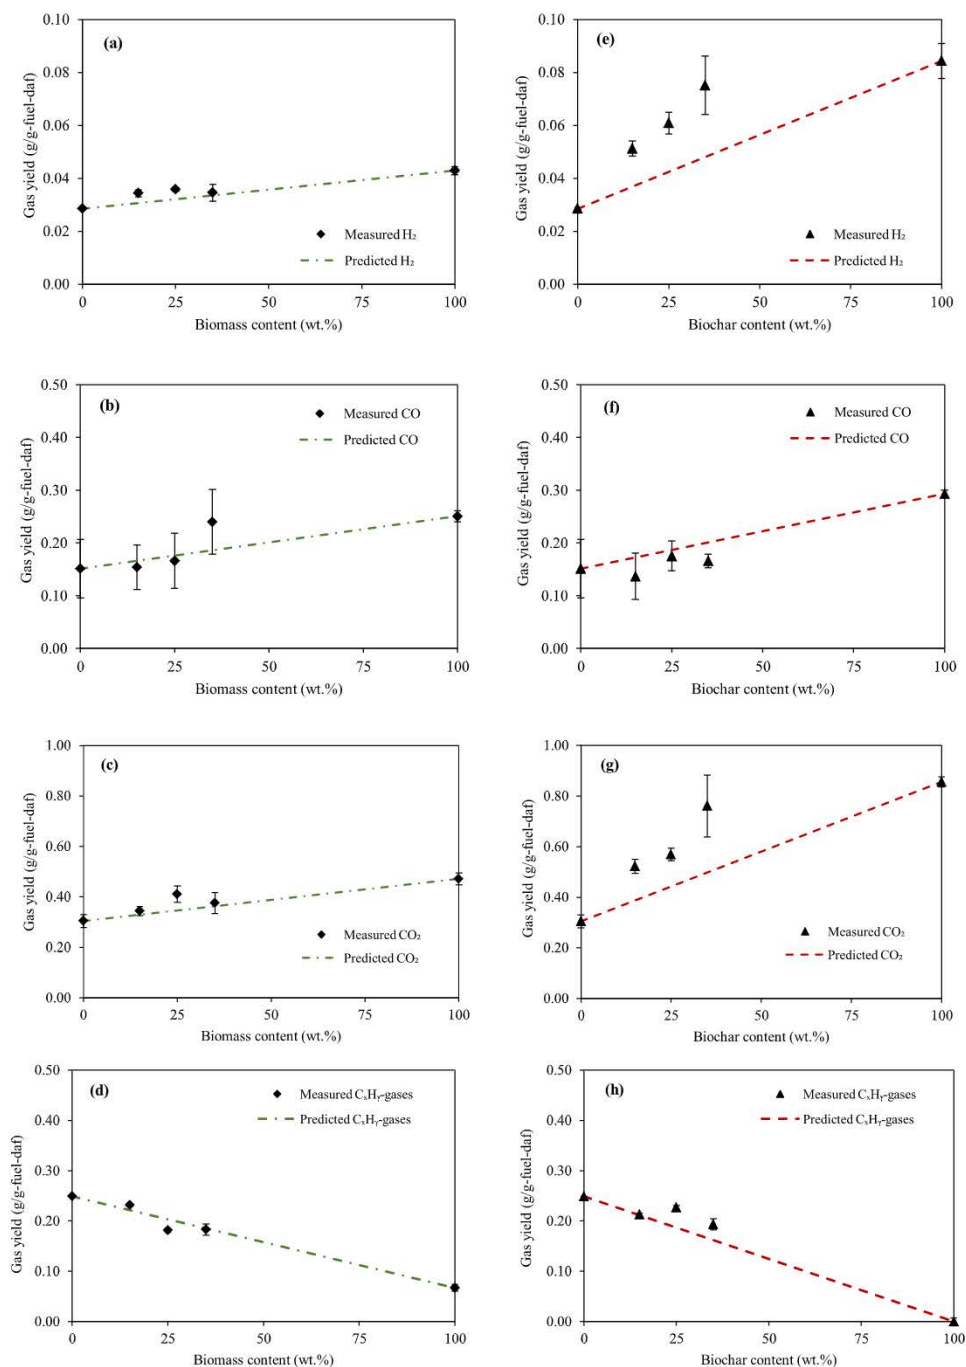 (a)
Gas yield (g/g-fuel-daf)
0.10
0.08
0.06
0.04
0.02
0.00
Measured H₂
Predicted H₂
0 25 50 75 100
Biomass content (wt.%)
(e)
Gas yield (g/g-fuel-daf)
0.10
0.08
0.06
0.04
0.02
0.00
Measured H₂
Predicted H₂
0 25 50 75 100
Biochar content (wt.%)
(b)
Gas yield (g/g-fuel-daf)
0.50
0.40
0.30
0.20
0.10
0.00
Measured CO
Predicted CO
0 25 50 75 100
Biomass content (wt.%)
(f)
Gas yield (g/g-fuel-daf)
0.50
0.40
0.30
0.20
0.10
0.00
Measured CO
Predicted CO
0 25 50 75 100
Biochar content (wt.%)
(c)
Gas yield (g/g-fuel-daf)
1.00
0.80
0.60
0.40
0.20
0.00
Measured CO₂
Predicted CO₂
0 25 50 75 100
Biomass content (wt.%)
(g)
Gas yield (g/g-fuel-daf)
1.00
0.80
0.60
0.40
0.20
0.00
Measured CO₂
Predicted CO₂
0 25 50 75 100
Biochar content (wt.%)
(d)
Gas yield (g/g-fuel-daf)
0.50
0.40
0.30
0.20
0.10
0.00
Measured CₓHᵧ-gases
Predicted CₓHᵧ-gases
0 25 50 75 100
Biomass content (wt.%)
(h)
Gas yield (g/g-fuel-daf)
0.50
0.40
0.30
0.20
0.10
0.00
Measured CₓHᵧ-gases
Predicted CₓHᵧ-gases
0 25 50 75 100
Biochar content (wt.%)